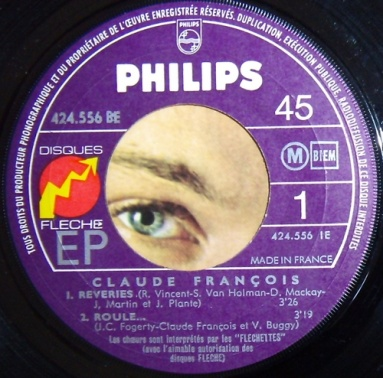 TOUS DROITS DU PRODUCTEUR PHONOGRAPHIQUE ET DU PROPRIÉTAIRE DE L'ŒUVRE ENREGISTRÉE RÉSERVÉS. DUPLICATION, EXÉCUTION PUBLIQUE, RADIODIFFUSION DE CE DISQUE INTERDITES
PHILIPS
PHILIPS
424.556 BE
45
DISQUES
FLECHE
EP
M BIEM
1
424.556 1E
MADE IN FRANCE
CLAUDE FRANÇOIS
1. REVERIES.(R. Vincent-S. Van Holman-D. Mackay-
J. Martin et J. Plante) 3'26
2. ROULE... 3'19
(J.C. Fogerty-Claude François et V. Buggy)
Les chœurs sont interprétés par les "FLECHETTES"
(avec l'aimable autorisation des
disques FLECHE)